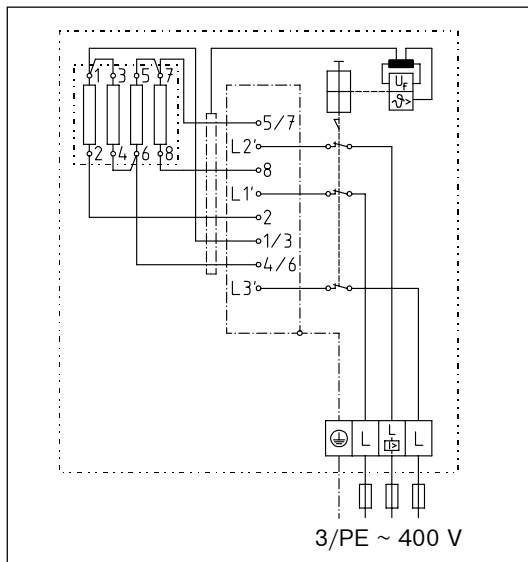 1 3 5 7
U_F
ϑ>
5/7
2 4 6 8
L2'
8
L1'
2
1/3
4/6
L3'
L L L
I>
3/PE ~ 400 V